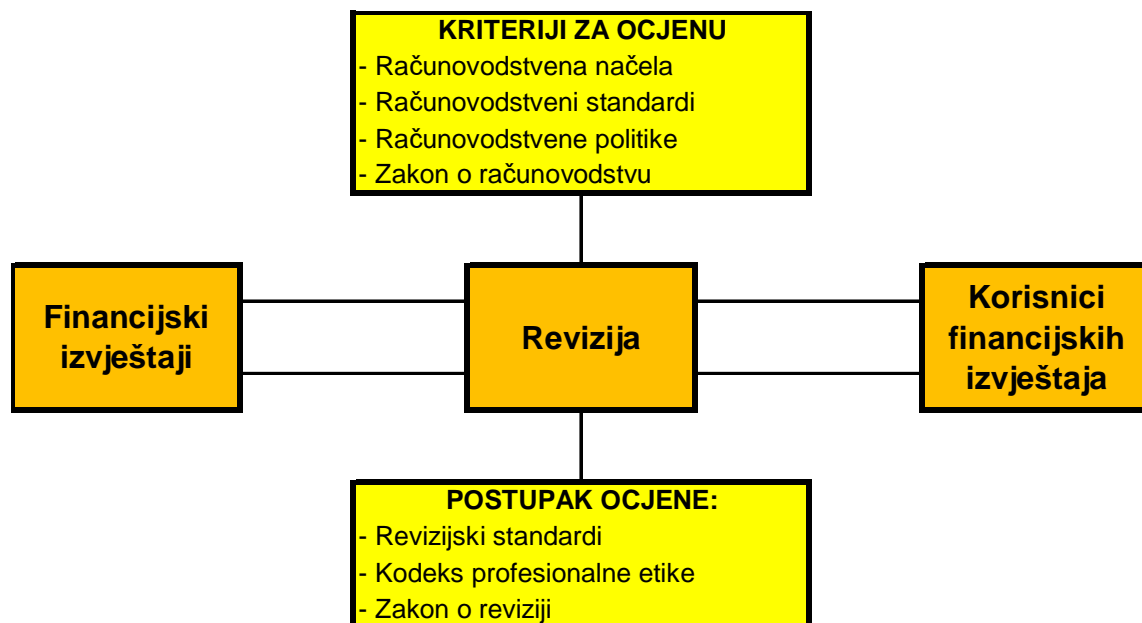 KRITERIJI ZA OCJENU
- Računovodstvena načela
- Računovodstveni standardi
- Računovodstvene politike
- Zakon o računovodstvu
Financijski
izvještaji
Revizija
Korisnici
financijskih
izvještaja
POSTUPAK OCJENE:
- Revizijski standardi
- Kodeks profesionalne etike
- Zakon o reviziji